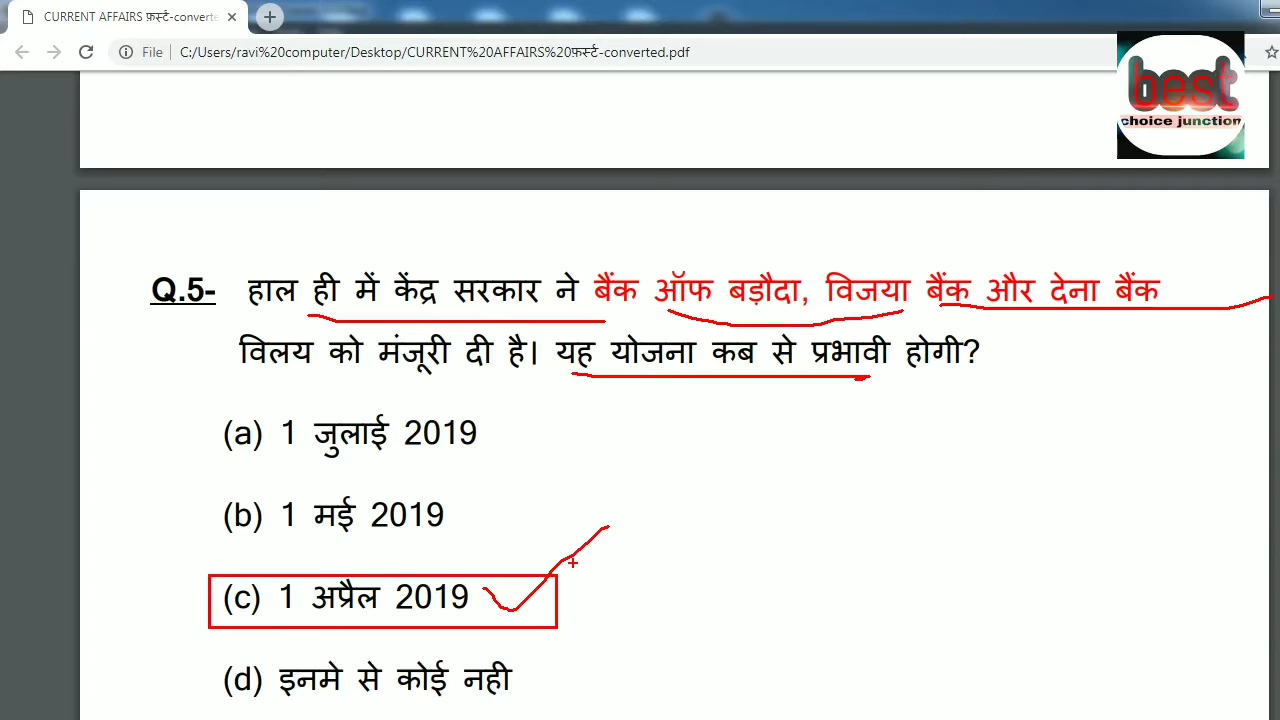 CURRENT AFFAIRS फ़र्स्ट-converte
File C:/Users/ravi%20computer/Desktop/CURRENT%20AFFAIRS%20फ़र्स्ट-converted.pdf
best
choice junction
Q.5- हाल ही में केंद्र सरकार ने बैंक ऑफ बड़ौदा, विजया बैंक और देना बैंक
विलय को मंजूरी दी है। यह योजना कब से प्रभावी होगी?
(a) 1 जुलाई 2019
(b) 1 मई 2019
(c) 1 अप्रैल 2019
(d) इनमे से कोई नही